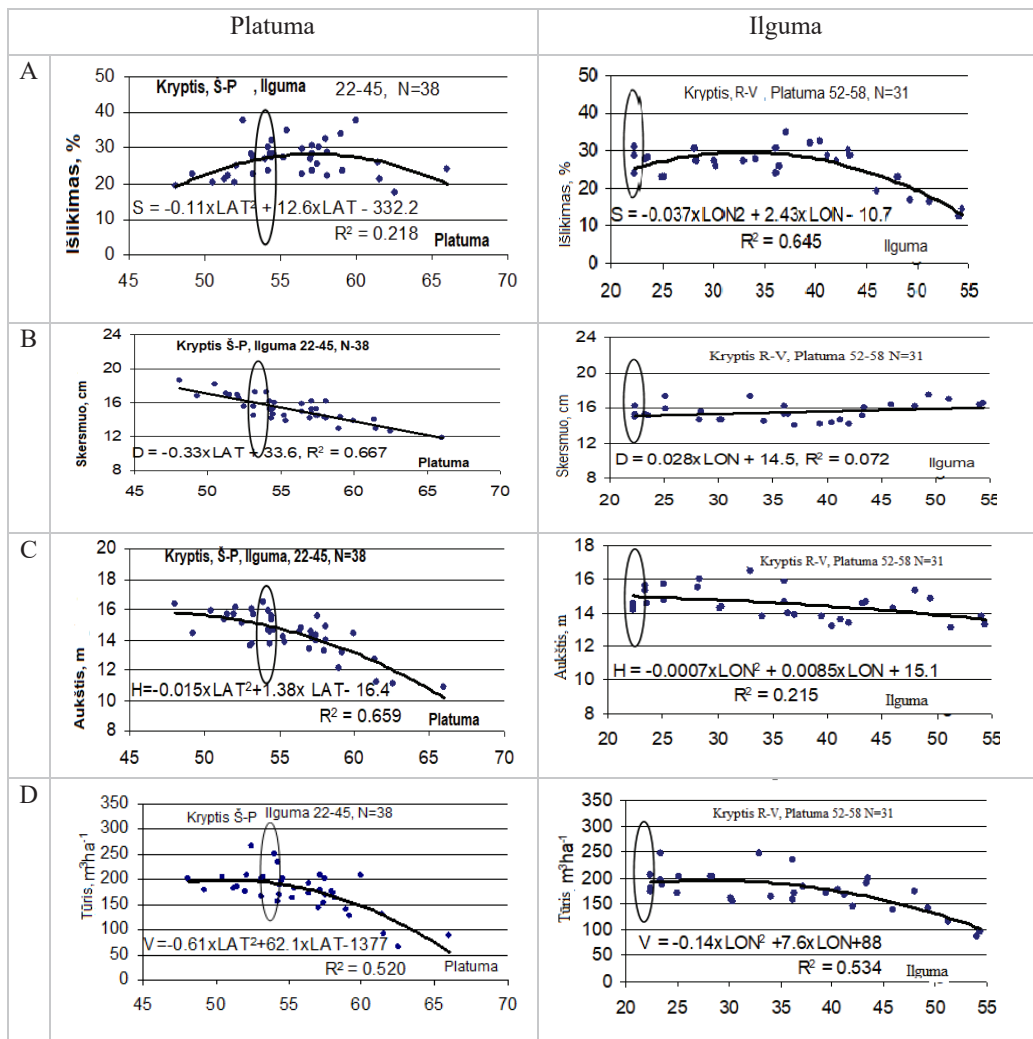 Platuma
Ilguma
A
Kryptis, Š-P , Ilguma 22-45, N=38
Išlikimas, %
50
40
30
20
10
0
S = -0.11xLAT² + 12.6xLAT - 332.2
R² = 0.218
Platuma
45 50 55 60 65 70
Kryptis, R-V , Platuma 52-58, N=31
Išlikimas, %
50
40
30
20
10
0
S = -0.037xLON2 + 2.43xLON - 10.7
R² = 0.645
Ilguma
20 25 30 35 40 45 50 55
B
Kryptis Š-P, Ilguma 22-45, N-38
Skersmuo, cm
24
20
16
12
8
D = -0.33xLAT + 33.6, R² = 0.667
Platuma
45 50 55 60 65 70
Kryptis R-V, Platuma 52-58 N=31
Skersmuo, cm
24
20
16
12
8
D = 0.028xLON + 14.5, R² = 0.072
Ilguma
20 25 30 35 40 45 50 55
C
Kryptis, Š-P, Ilguma, 22-45, N=38
Aukštis, m
20
18
16
14
12
10
8
H=-0.015xLAT²+1.38x LAT- 16.4
R² = 0.659
Platuma
45 50 55 60 65 70
Kryptis R-V, Platuma 52-58 N=31
Aukštis, m
18
16
14
12
10
8
H = -0.0007xLON² + 0.0085xLON + 15.1
R² = 0.215
Ilguma
20 25 30 35 40 45 50 55
D
Kryptis Š-P Ilguma 22-45, N=38
Tūris, m³ha⁻¹
350
300
250
200
150
100
50
0
V=-0.61xLAT²+62.1xLAT-1377
R² = 0.520
Platuma
45 50 55 60 65 70
Kryptis R-V, Platuma 52-58 N=31
Tūris, m³ha⁻¹
350
300
250
200
150
100
50
0
V = -0.14xLON² +7.6xLON+88
R² = 0.534
Ilguma
20 25 30 35 40 45 50 55